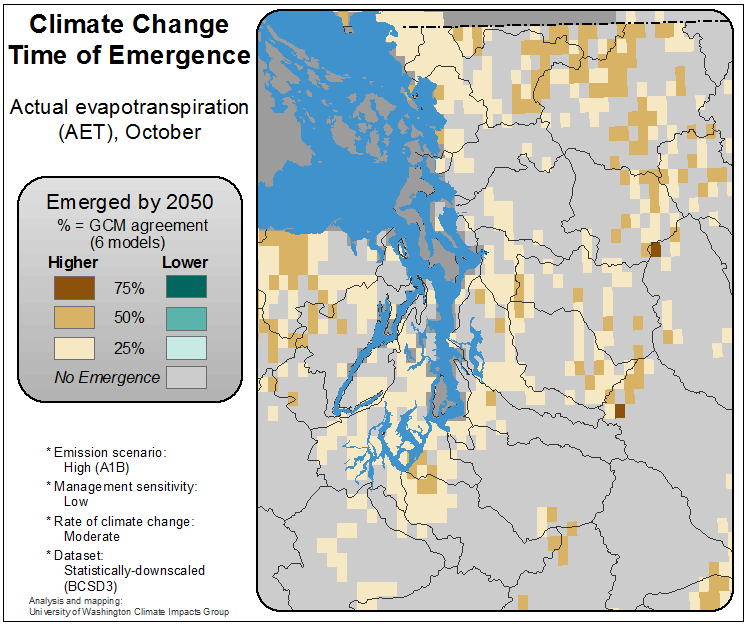 Climate Change
Time of Emergence
Actual evapotranspiration
(AET), October
Emerged by 2050
% = GCM agreement
(6 models)
Higher Lower
75%
50%
25%
No Emergence
* Emission scenario:
High (A1B)
* Management sensitivity:
Low
* Rate of climate change:
Moderate
* Dataset:
Statistically-downscaled
(BCSD3)
Analysis and mapping:
University of Washington Climate Impacts Group